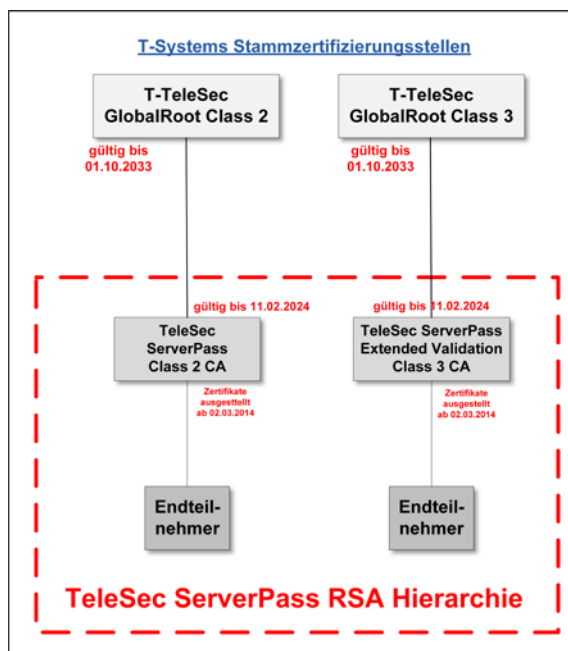 T-Systems Stammzertifizierungsstellen
T-TeleSec
GlobalRoot Class 2
T-TeleSec
GlobalRoot Class 3
gültig bis
01.10.2033
gültig bis
01.10.2033
gültig bis 11.02.2024
gültig bis 11.02.2024
TeleSec
ServerPass
Class 2 CA
TeleSec ServerPass
Extended Validation
Class 3 CA
Zertifikate
ausgesttellt
ab 02.03.2014
Zertifikate
ausgestellt
ab 02.03.2014
Endteil-
nehmer
Endteil-
nehmer
TeleSec ServerPass RSA Hierarchie